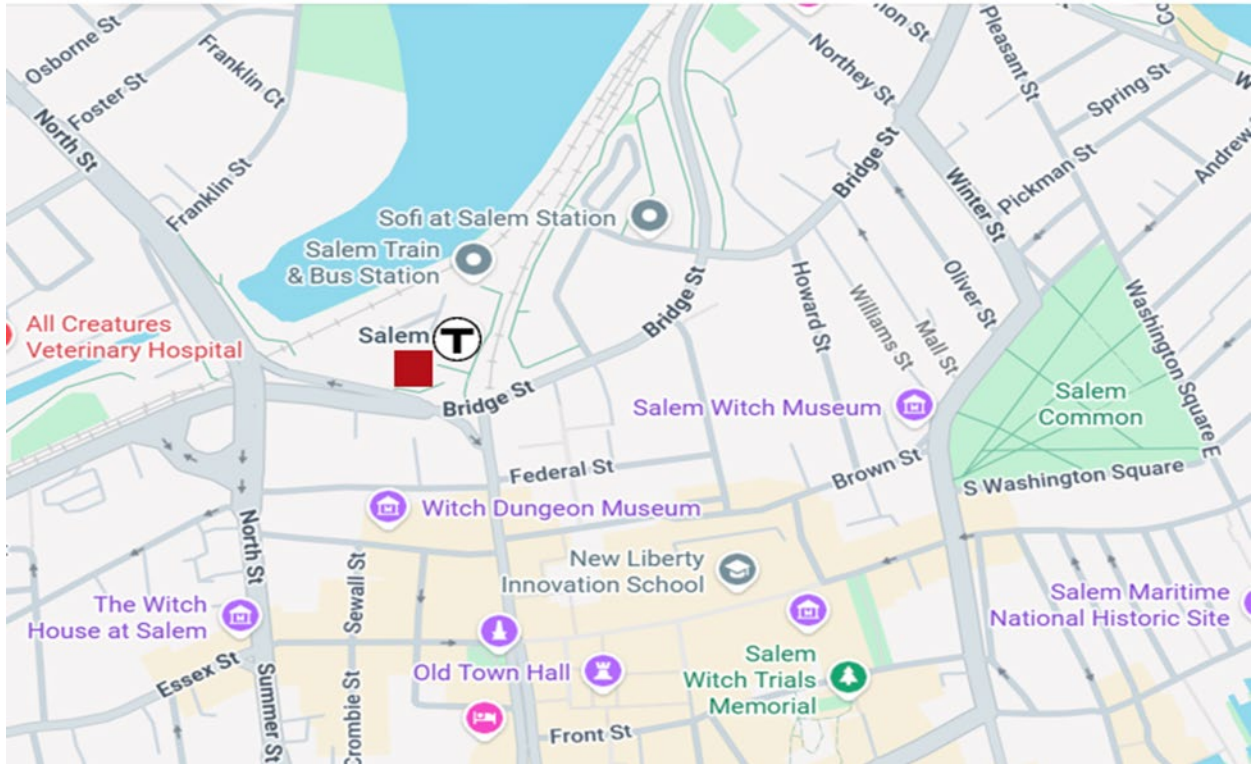 Osborne St
Foster St
Franklin Ct
North St
Franklin St
Northey St
Pleasant St
Spring St
Pickman St
Bridge St
Winter St
Sofi at Salem Station
Salem Train
& Bus Station
Salem
T
All Creatures
Veterinary Hospital
Bridge St
Howard St
Williams St
Mall St
Oliver St
Washington Square E
Bridge St
Salem Witch Museum
Salem
Common
Federal St
Brown St
S Washington Square
Witch Dungeon Museum
North St
Sewall St
New Liberty
Innovation School
The Witch
House at Salem
Salem Maritime
National Historic Site
Essex St
Summer St
Crombie St
Old Town Hall
Salem
Witch Trials
Memorial
Front St